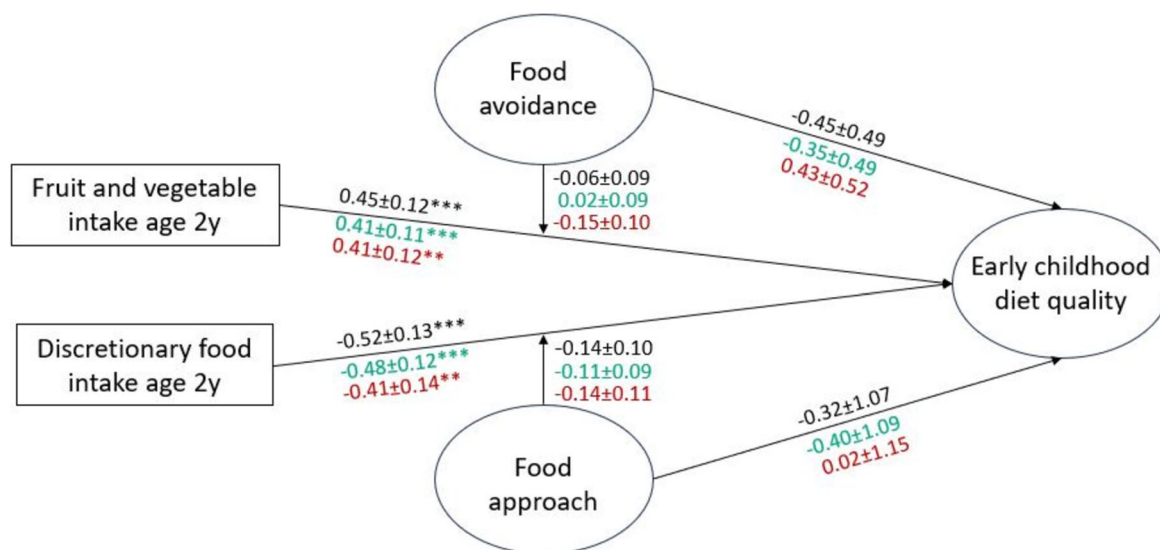 Food
avoidance
-0.45±0.49
-0.35±0.49
0.43±0.52
Fruit and vegetable
intake age 2y
0.45±0.12***
0.41±0.11***
0.41±0.12**
-0.06±0.09
0.02±0.09
-0.15±0.10
Early childhood
diet quality
Discretionary food
intake age 2y
-0.52±0.13***
-0.48±0.12***
-0.41±0.14**
-0.14±0.10
-0.11±0.09
-0.14±0.11
Food
approach
-0.32±1.07
-0.40±1.09
0.02±1.15